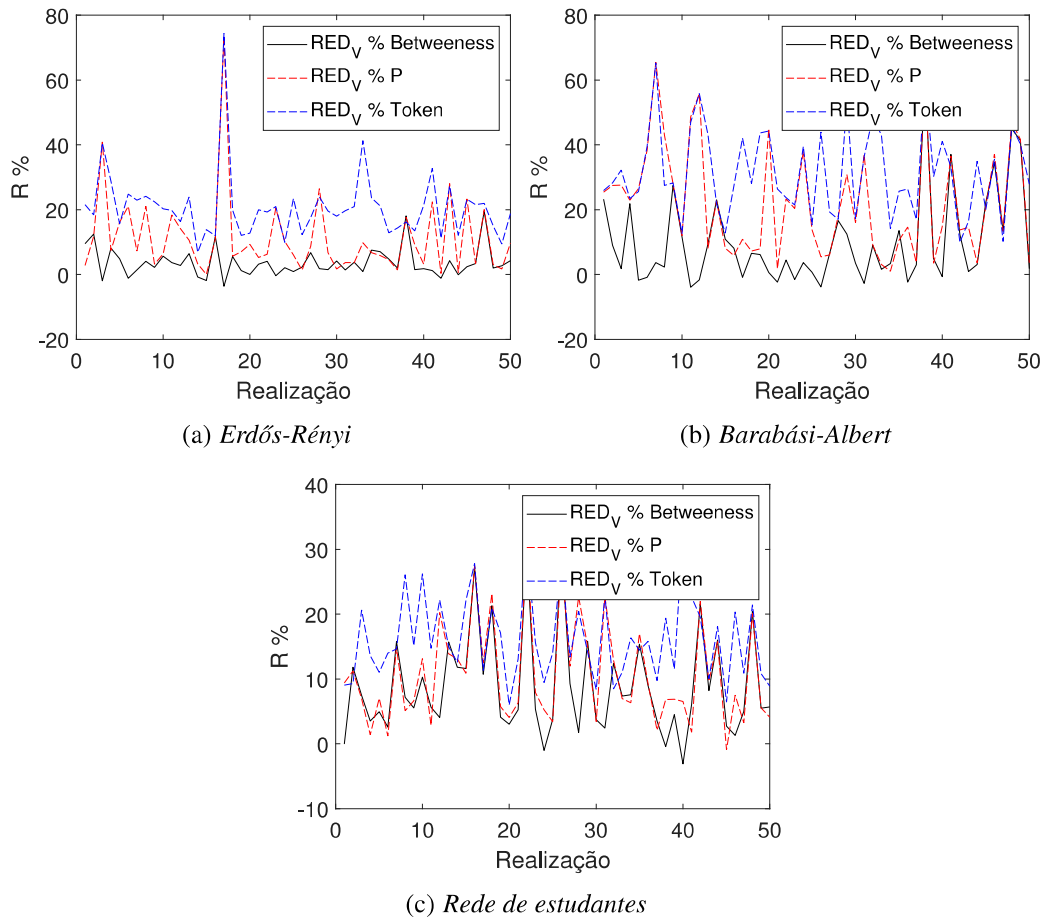 80
60
40
20
0
-20
R %
0 10 20 30 40 50
Realização
RED_V % Betweeness
RED_V % P
RED_V % Token
(a) Erdős-Rényi
80
60
40
20
0
-20
R %
0 10 20 30 40 50
Realização
RED_V % Betweeness
RED_V % P
RED_V % Token
(b) Barabási-Albert
40
30
20
10
0
-10
R %
0 10 20 30 40 50
Realização
RED_V % Betweeness
RED_V % P
RED_V % Token
(c) Rede de estudantes